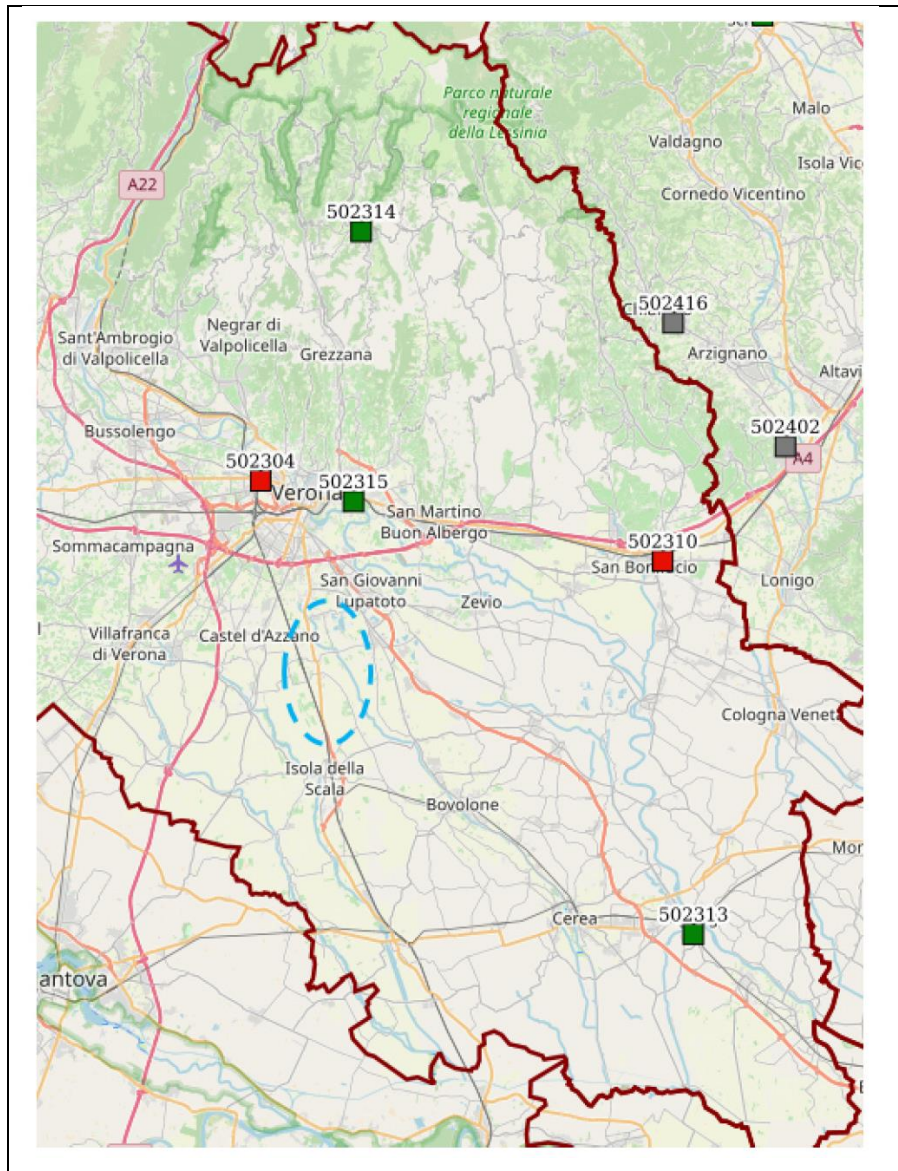 Parco naturale
regionale
della Lessinia
Malo
Valdagno
Isola Vic
A22
Cornedo Vicentino
502314
502416
Sant'Ambrogio
di Valpolicella
Negrar di
Valpolicella
Grezzana
Arzignano
Altavi
Bussolengo
502402
A4
502304
Verona
502315
San Martino
Buon Albergo
502310
Sommacampagna
San Bonifacio
San Giovanni
Lupatoto
Zevio
Lonigo
Villafranca
di Verona
Castel d'Azzano
Cologna Veneta
Isola della
Scala
Bovolone
Mor
502313
Cerea
antova